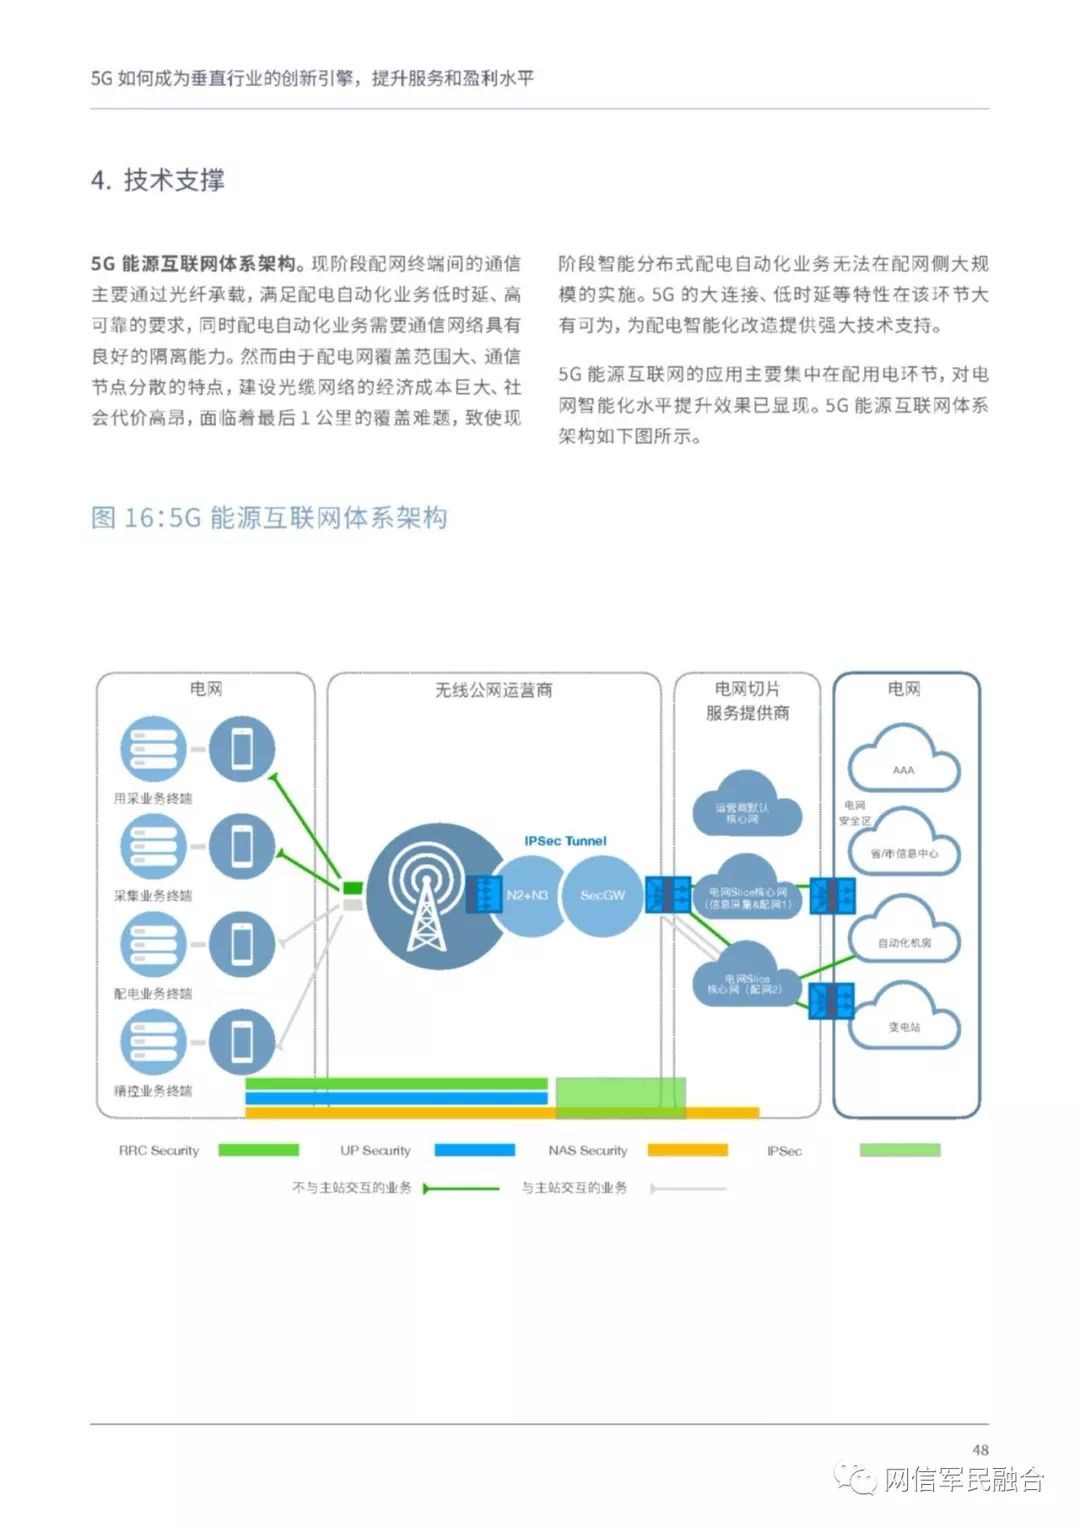 5G 如何成为垂直行业的创新引擎，提升服务和盈利水平
4. 技术支撑
5G 能源互联网体系架构。现阶段配网终端间的通信
主要通过光纤承载，满足配电自动化业务低时延、高
可靠的要求，同时配电自动化业务需要通信网络具有
良好的隔离能力。然而由于配电网覆盖范围大、通信
节点分散的特点，建设光缆网络的经济成本巨大、社
会代价高昂，面临着最后 1 公里的覆盖难题，致使现
阶段智能分布式配电自动化业务无法在配网侧大规
模的实施。5G 的大连接、低时延等特性在该环节大
有可为，为配电智能化改造提供强大技术支持。
5G 能源互联网的应用主要集中在配用电环节，对电
网智能化水平提升效果已显现。5G 能源互联网体系
架构如下图所示。
图 16：5G 能源互联网体系架构
电网
用采业务终端
采集业务终端
配电业务终端
精控业务终端
无线公网运营商
IPSec Tunnel
N2+N3
SecGW
电网切片
服务提供商
运营商默认
核心网
电网Slice核心网
（信息采集&配网1）
电网Slice
核心网（配网2）
电网
AAA
电网
安全区
省/市信息中心
自动化机房
变电站
RRC Security
UP Security
NAS Security
IPSec
不与主站交互的业务
与主站交互的业务
48
网信军民融合